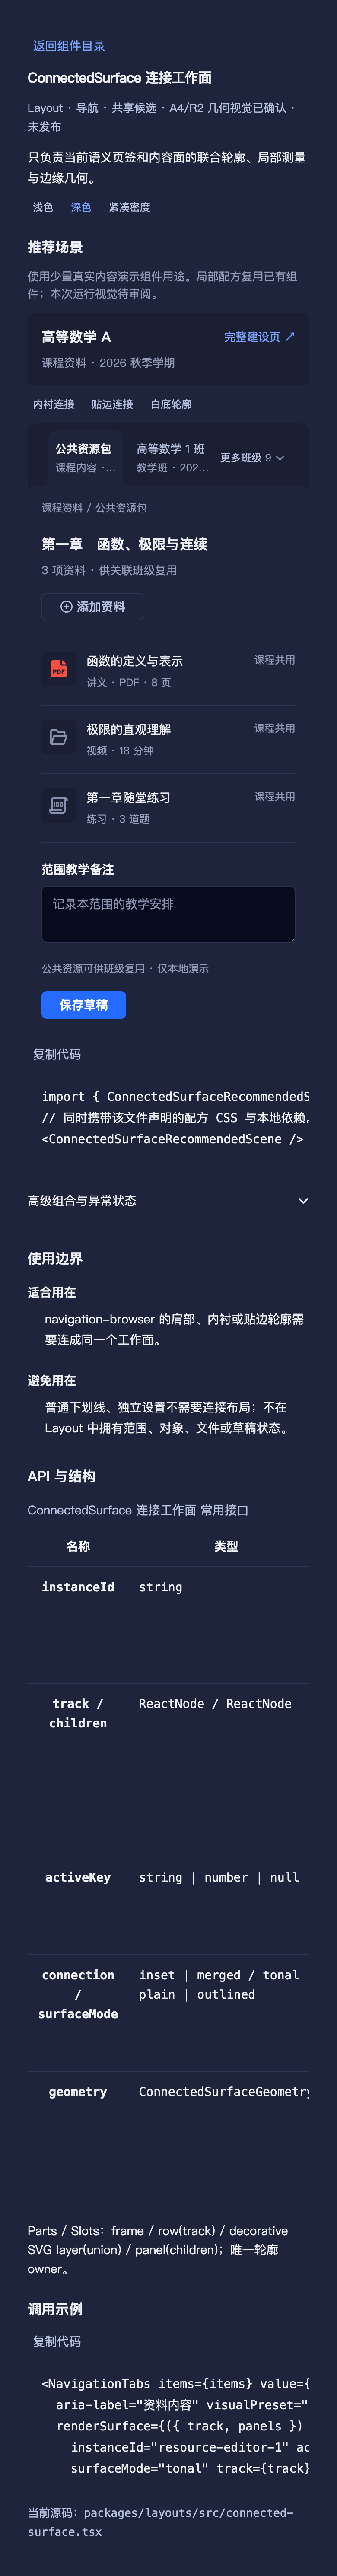 返回组件目录
ConnectedSurface 连接工作面
Layout · 导航 · 共享候选 · A4/R2 几何视觉已确认 ·
未发布
只负责当前语义页签和内容面的联合轮廓、局部测量
与边缘几何。
浅色 深色 紧凑密度
推荐场景
使用少量真实内容演示组件用途。局部配方复用已有组
件；本次运行视觉待审阅。
高等数学 A 完整建设页 ↗
课程资料 · 2026 秋季学期
内衬连接 贴边连接 白底轮廓
公共资源包 高等数学 1 班 更多班级 9
课程内容 ·... 教学班 · 202...
课程资料 / 公共资源包
第一章　函数、极限与连续
3 项资料 · 供关联班级复用
添加资料
PDF 函数的定义与表示 课程共用
讲义 · PDF · 8 页
极限的直观理解 课程共用
视频 · 18 分钟
100 第一章随堂练习 课程共用
练习 · 3 道题
范围教学备注
记录本范围的教学安排
公共资源可供班级复用 · 仅本地演示
保存草稿
复制代码
import { ConnectedSurfaceRecommendedS
// 同时携带该文件声明的配方 CSS 与本地依赖。
<ConnectedSurfaceRecommendedScene />
高级组合与异常状态
使用边界
适合用在
navigation-browser 的肩部、内衬或贴边轮廓需
要连成同一个工作面。
避免用在
普通下划线、独立设置不需要连接布局；不在
Layout 中拥有范围、对象、文件或草稿状态。
API 与结构
ConnectedSurface 连接工作面 常用接口
名称 类型
instanceId string
track / ReactNode / ReactNode
children
activeKey string | number | null
connection inset | merged / tonal
/ plain | outlined
surfaceMode
geometry ConnectedSurfaceGeometry
Parts / Slots：frame / row(track) / decorative
SVG layer(union) / panel(children)；唯一轮廓
owner。
调用示例
复制代码
<NavigationTabs items={items} value={
aria-label="资料内容" visualPreset="
renderSurface={({ track, panels })
instanceId="resource-editor-1" ac
surfaceMode="tonal" track={track}
当前源码：packages/layouts/src/connected-
surface.tsx